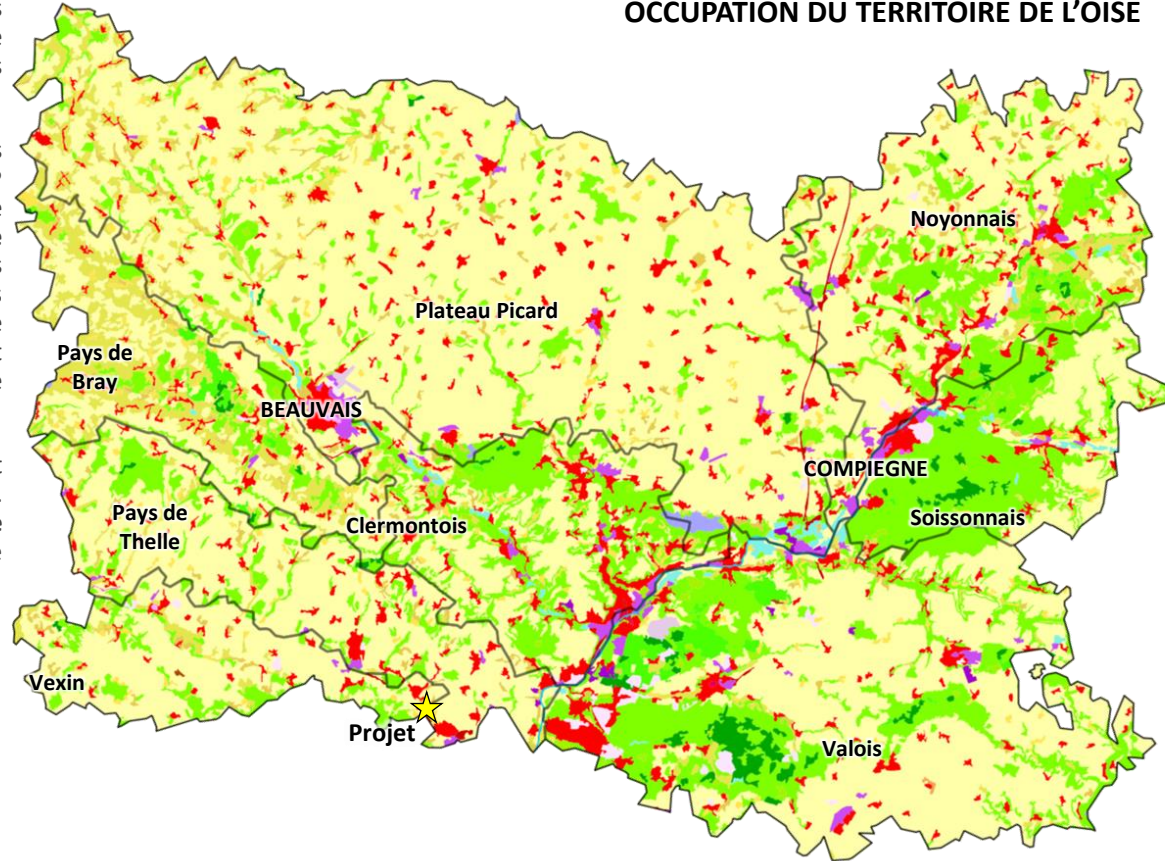 OCCUPATION DU TERRITOIRE DE L'OISE
Noyonnais
Plateau Picard
Pays de
Bray
BEAUVAIS
COMPIEGNE
Pays de
Thelle
Clermontois
Soissonnais
Vexin
Projet
Valois